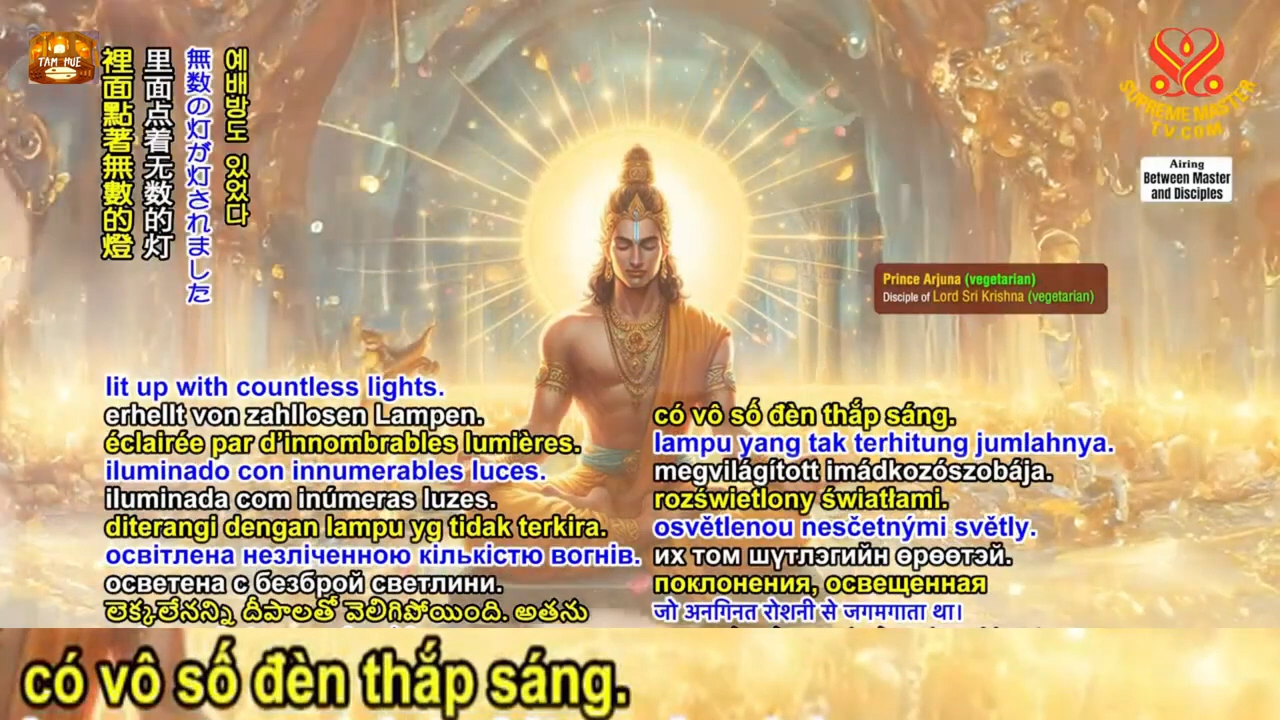 TAM HUE
裡面點著無數的燈
里面点着无数的灯
無数の灯が灯されました
예배방도 있었다
SUPREME MASTER
TV.COM
Airing
Between Master
and Disciples
Prince Arjuna (vegetarian)
Disciple of Lord Sri Krishna (vegetarian)
lit up with countless lights.
erhellt von zahllosen Lampen.
éclairée par d’innombrables lumières.
iluminado con innumerables luces.
iluminada com inúmeras luzes.
diterangi dengan lampu yg tidak terkira.
освітлена незліченною кількістю вогнів.
осветена с безброй светлини.
లెక్కలేనన్ని దీపాలతో వెలిగిపోయింది. అతను
có vô số đèn thắp sáng.
lampu yang tak terhitung jumlahnya.
megvilágított imádkozószobája.
rozświetlony światłami.
osvětlenou nesčetnými světly.
их том шүтлэгийн өрөөтэй.
поклонения, освещенная
जो अनगिनत रोशनी से जगमगाता था।
có vô số đèn thắp sáng.